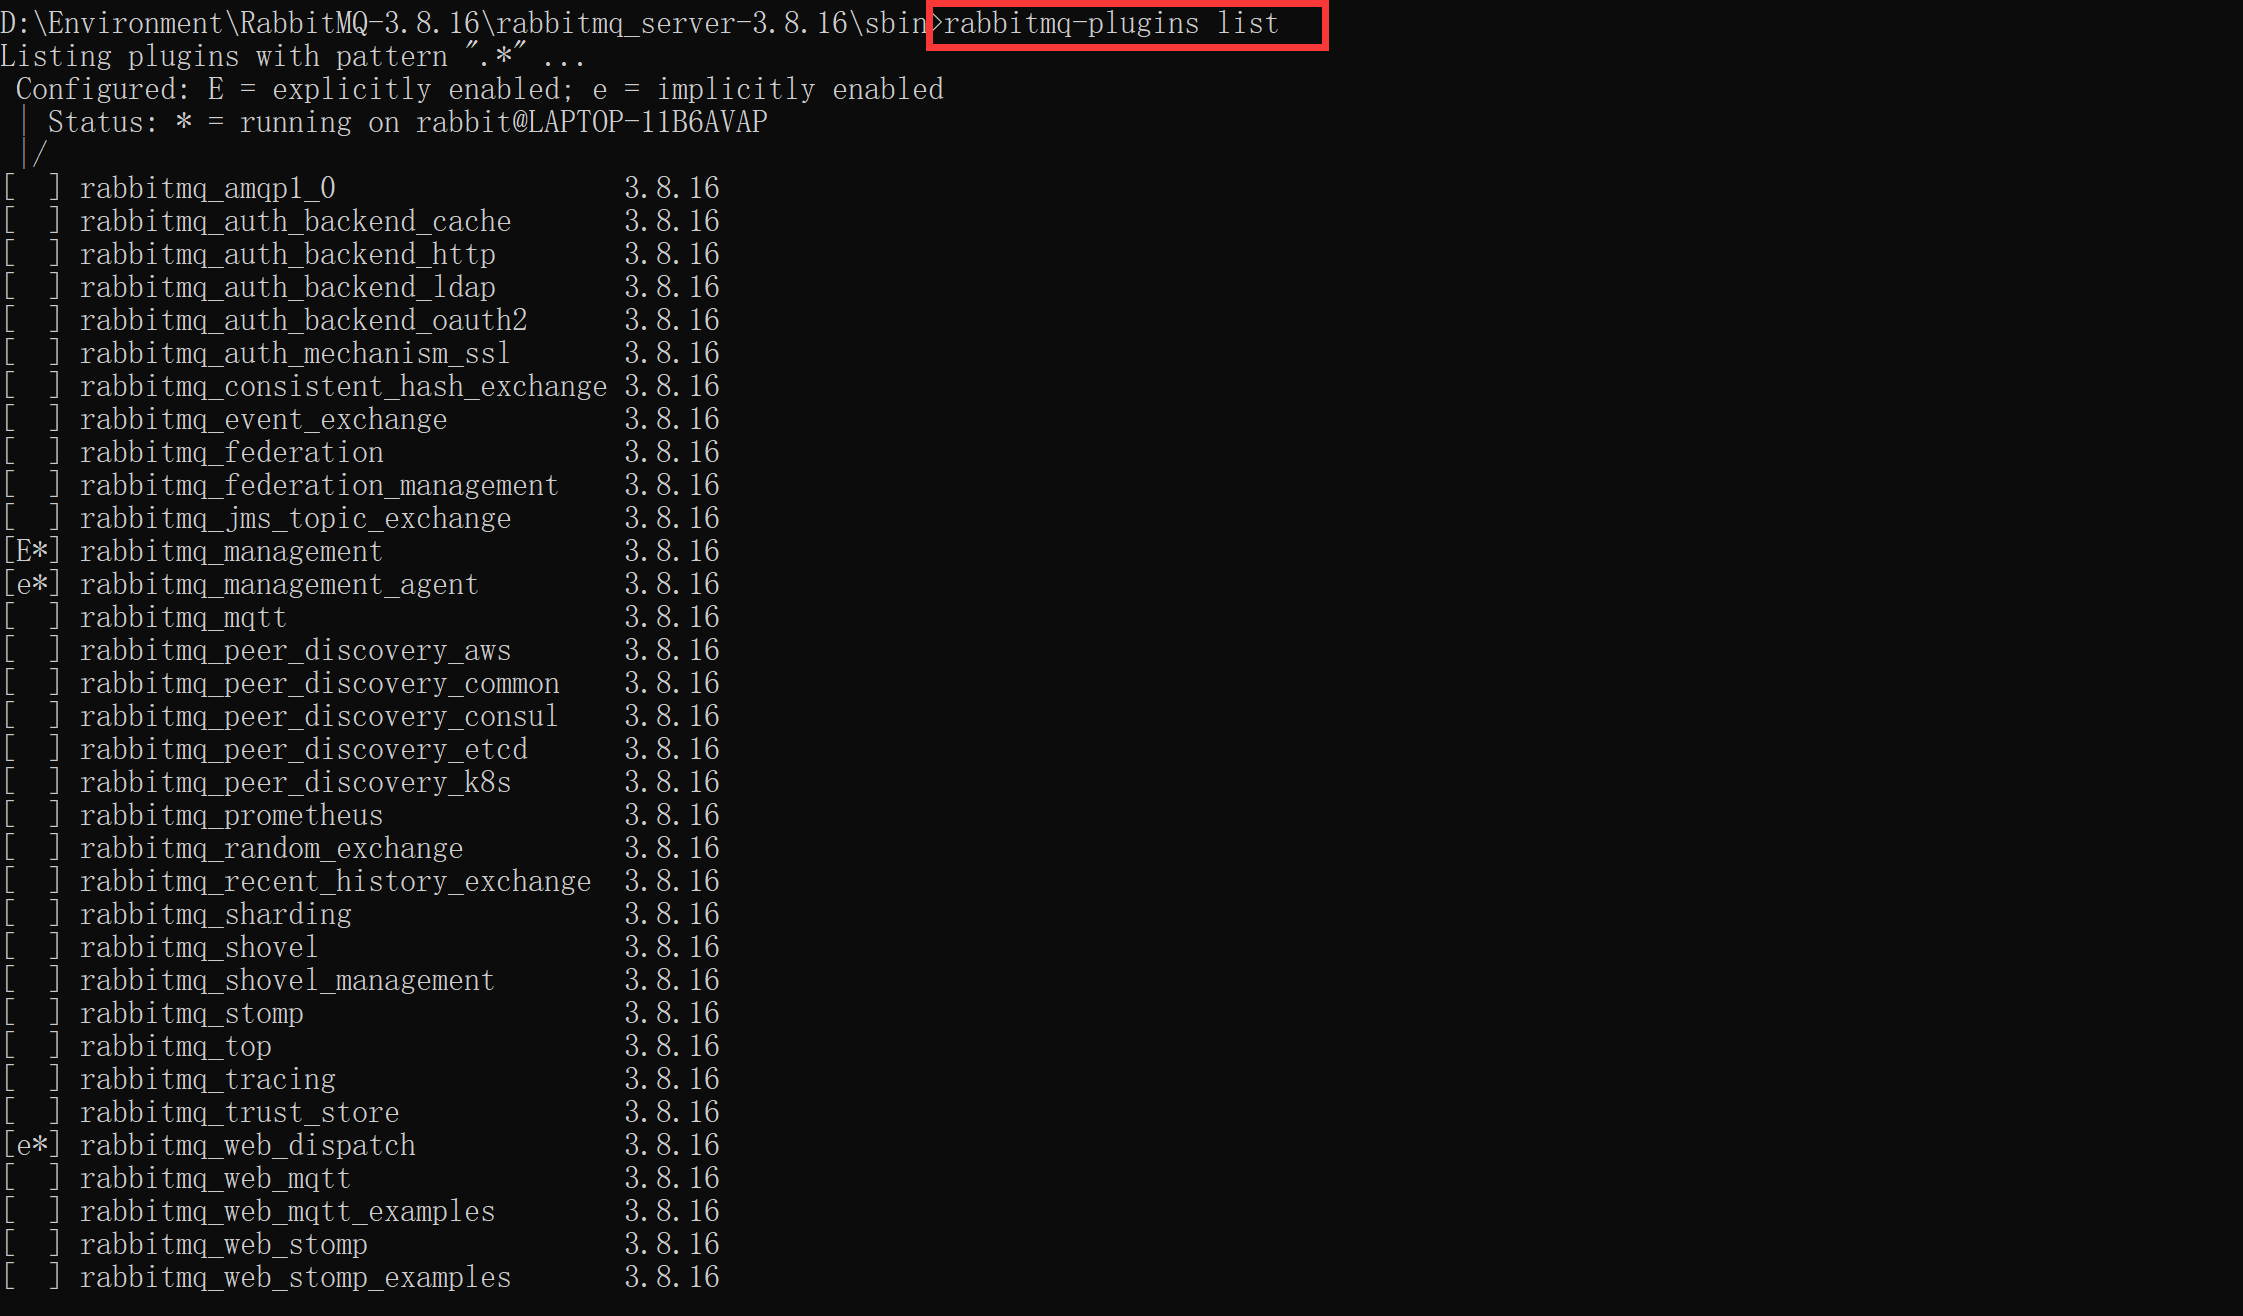 D:\Environment\RabbitMQ-3.8.16\rabbitmq_server-3.8.16\sbin>rabbitmq-plugins list
Listing plugins with pattern ".*" ...
 Configured: E = explicitly enabled; e = implicitly enabled
 | Status: * = running on rabbit@LAPTOP-11B6AVAP
 |/
[  ] rabbitmq_amqp1_0                  3.8.16
[  ] rabbitmq_auth_backend_cache       3.8.16
[  ] rabbitmq_auth_backend_http        3.8.16
[  ] rabbitmq_auth_backend_ldap        3.8.16
[  ] rabbitmq_auth_backend_oauth2      3.8.16
[  ] rabbitmq_auth_mechanism_ssl       3.8.16
[  ] rabbitmq_consistent_hash_exchange 3.8.16
[  ] rabbitmq_event_exchange           3.8.16
[  ] rabbitmq_federation               3.8.16
[  ] rabbitmq_federation_management    3.8.16
[  ] rabbitmq_jms_topic_exchange       3.8.16
[E*] rabbitmq_management               3.8.16
[e*] rabbitmq_management_agent         3.8.16
[  ] rabbitmq_mqtt                     3.8.16
[  ] rabbitmq_peer_discovery_aws       3.8.16
[  ] rabbitmq_peer_discovery_common    3.8.16
[  ] rabbitmq_peer_discovery_consul    3.8.16
[  ] rabbitmq_peer_discovery_etcd      3.8.16
[  ] rabbitmq_peer_discovery_k8s       3.8.16
[  ] rabbitmq_prometheus               3.8.16
[  ] rabbitmq_random_exchange          3.8.16
[  ] rabbitmq_recent_history_exchange  3.8.16
[  ] rabbitmq_sharding                 3.8.16
[  ] rabbitmq_shovel                   3.8.16
[  ] rabbitmq_shovel_management        3.8.16
[  ] rabbitmq_stomp                    3.8.16
[  ] rabbitmq_top                      3.8.16
[  ] rabbitmq_tracing                  3.8.16
[  ] rabbitmq_trust_store              3.8.16
[e*] rabbitmq_web_dispatch             3.8.16
[  ] rabbitmq_web_mqtt                 3.8.16
[  ] rabbitmq_web_mqtt_examples        3.8.16
[  ] rabbitmq_web_stomp                3.8.16
[  ] rabbitmq_web_stomp_examples       3.8.16